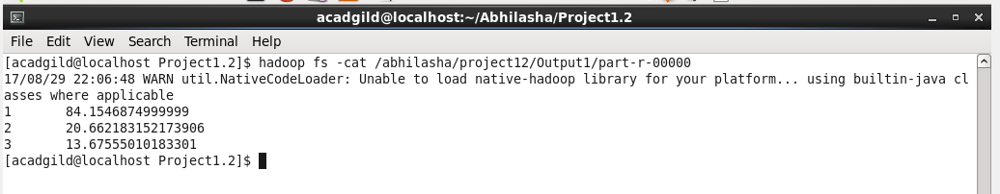 acadgild@localhost:~/Abhilasha/Project1.2
File Edit View Search Terminal Help
[acadgild@localhost Project1.2]$ hadoop fs -cat /abhilasha/project12/Output1/part-r-00000
17/08/29 22:06:48 WARN util.NativeCodeLoader: Unable to load native-hadoop library for your platform... using builtin-java cl
asses where applicable
1 84.1546874999999
2 20.662183152173906
3 13.67555010183301
[acadgild@localhost Project1.2]$